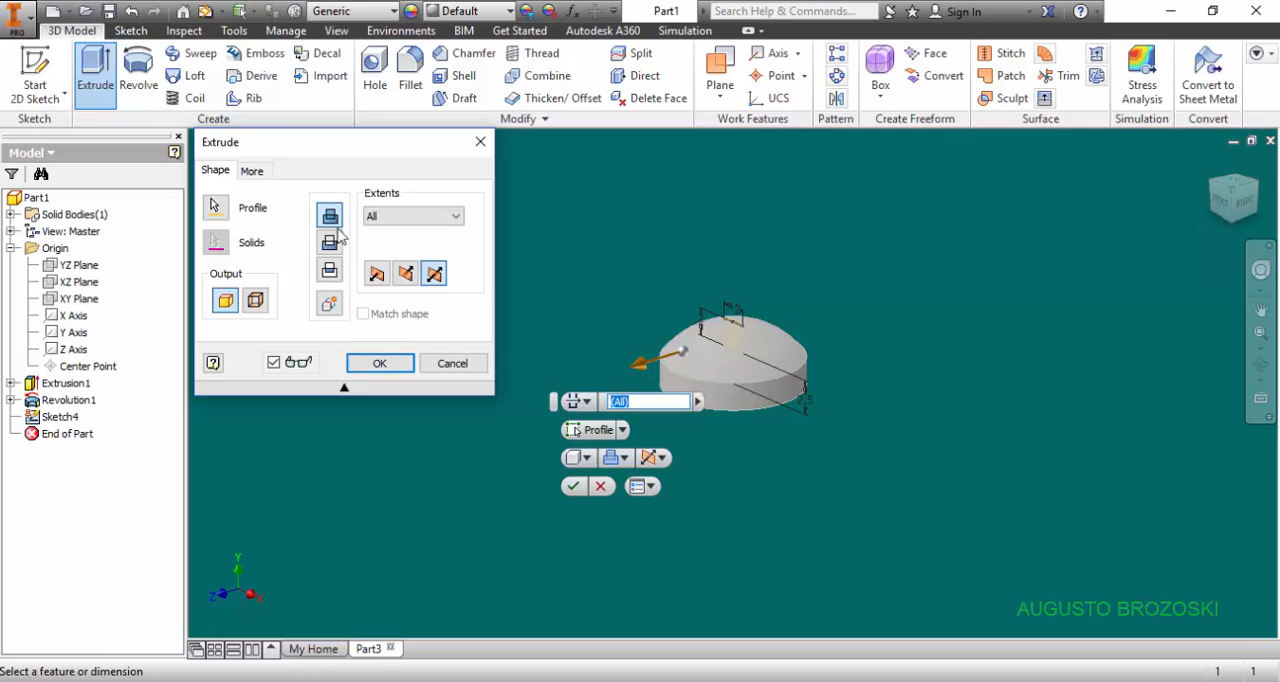 PRO
Generic
Default
fx
Part1
Search Help & Commands...
Sign In
3D Model
Sketch
Inspect
Tools
Manage
View
Environments
BIM
Get Started
Autodesk A360
Simulation
Start
2D Sketch
Extrude
Revolve
Sweep
Emboss
Decal
Loft
Derive
Import
Coil
Rib
Hole
Fillet
Chamfer
Thread
Split
Shell
Combine
Direct
Draft
Thicken/ Offset
Delete Face
Plane
Axis
Point
UCS
Box
Face
Convert
Stitch
Patch
Trim
Sculpt
Stress
Analysis
Convert to
Sheet Metal
Sketch
Create
Modify
Work Features
Pattern
Create Freeform
Surface
Simulation
Convert
Model
Part1
Solid Bodies(1)
View: Master
Origin
YZ Plane
XZ Plane
XY Plane
X Axis
Y Axis
Z Axis
Center Point
Extrusion1
Revolution1
Sketch4
End of Part
Extrude
Shape
More
Profile
Solids
Output
Extents
All
Match shape
OK
Cancel
(All)
Profile
RIGHT
Y
Z
X
AUGUSTO BROZOSKI
My Home
Part3
Select a feature or dimension
1
1